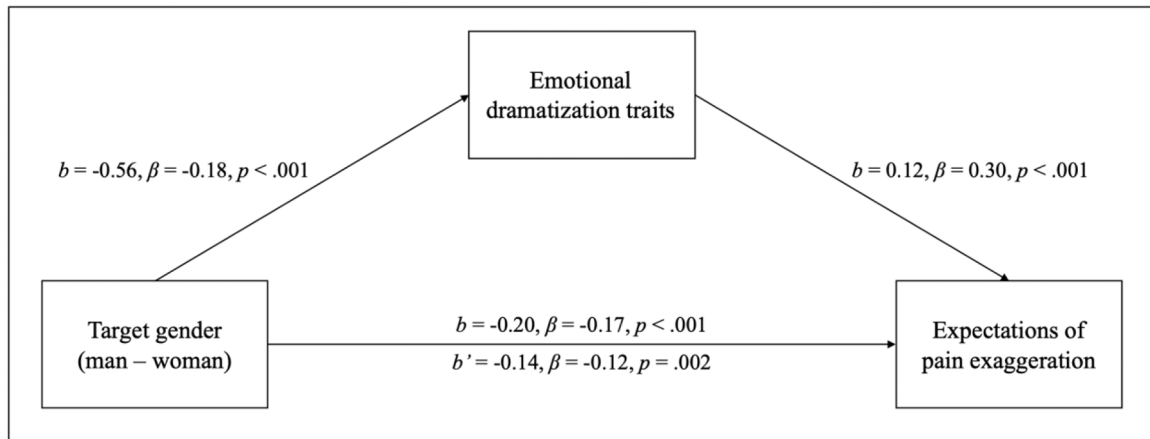 Emotional
dramatization traits
b = -0.56, β = -0.18, p < .001
b = 0.12, β = 0.30, p < .001
Target gender
(man – woman)
b = -0.20, β = -0.17, p < .001
b’ = -0.14, β = -0.12, p = .002
Expectations of
pain exaggeration